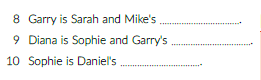 8 Garry is Sarah and Mike's ........................
9 Diana is Sophie and Garry's ........................
10 Sophie is Daniel's ........................